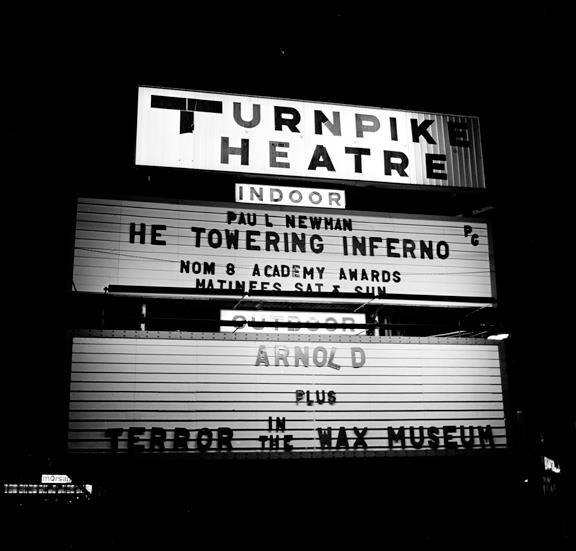 TURNPIKE
THEATRE
INDOOR
PAUL NEWMAN
PG
HE TOWERING INFERNO
NOM 8 ACADEMY AWARDS
MATINEES SAT & SUN
OUTDOOR
ARNOLD
PLUS
TERROR IN THE WAX MUSEUM